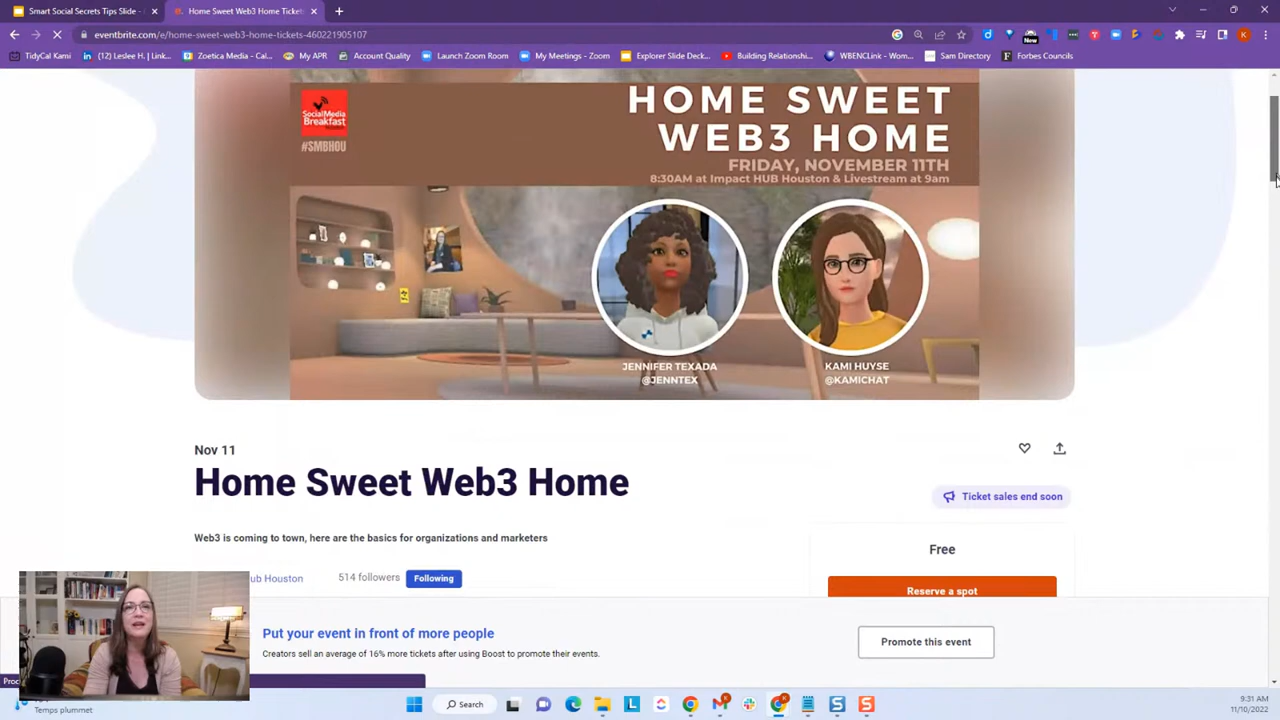 Smart Social Secrets Tips Slide -
Home Sweet Web3 Home Tickets
eventbrite.com/e/home-sweet-web3-home-tickets-460221905107
New
K
TidyCal Kami
(1) Leslee H. | Link...
Zoetica Media - Cal...
My APR
Account Quality
Launch Zoom Room
My Meetings - Zoom
Explorer Slide Deck...
Building Relationshi...
WBENCLink - Wom...
Sam Directory
Forbes Councils
SocialMedia
Breakfast
#SMBHOU
HOME SWEET
WEB3 HOME
FRIDAY, NOVEMBER 11TH
8:30AM at Impact HUB Houston & Livestream at 9am
JENNIFER TEXADA
@JENNTEX
KAMI HUYSE
@KAMICHAT
Nov 11
Home Sweet Web3 Home
Ticket sales end soon
Web3 is coming to town, here are the basics for organizations and marketers
Free
ub Houston
514 followers
Following
Reserve a spot
Put your event in front of more people
Creators sell an average of 16% more tickets after using Boost to promote their events.
Promote this event
Proc
Temps plummet
Search
9:31 AM
11/10/2022